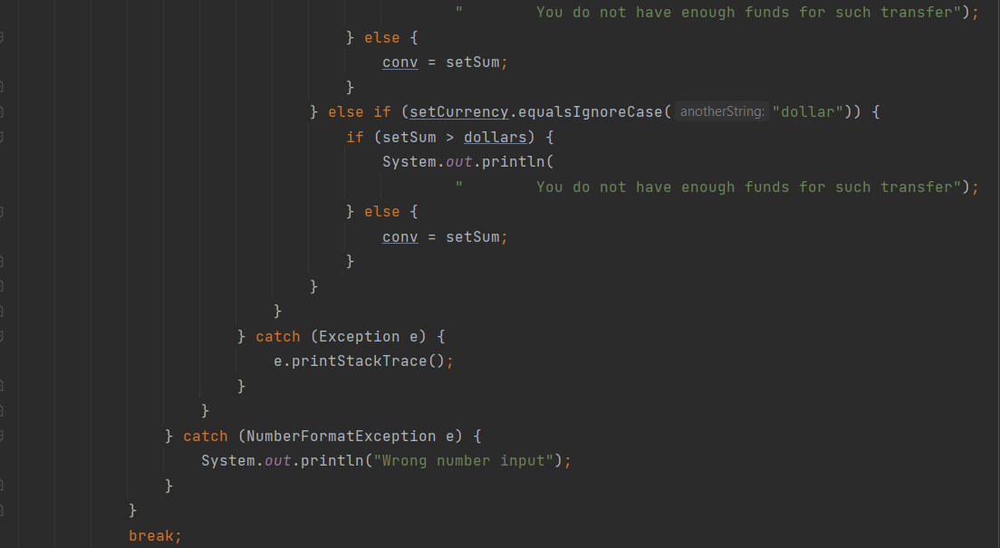 "        You do not have enough funds for such transfer");
} else {
conv = setSum;
}
} else if (setCurrency.equalsIgnoreCase( anotherString: "dollar")) {
if (setSum > dollars) {
System.out.println(
"        You do not have enough funds for such transfer");
} else {
conv = setSum;
}
}
}
} catch (Exception e) {
e.printStackTrace();
}
}
} catch (NumberFormatException e) {
System.out.println("Wrong number input");
}
}
break;